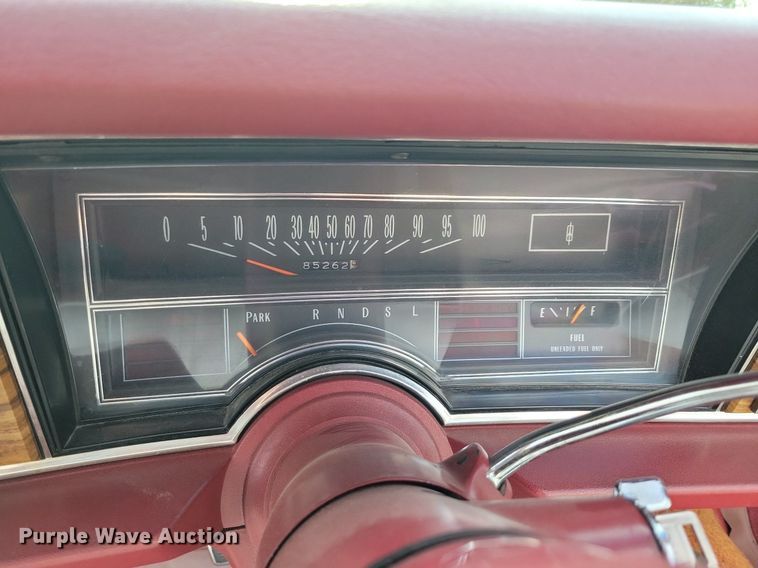 0 5 10 20 30 40 50 60 70 80 90 95 100
85262
PARK R N D S L
E F
FUEL
UNLEADED FUEL ONLY
Purple Wave Auction